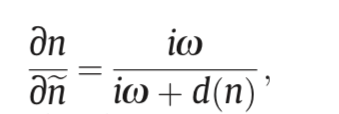 ∂n/∂ñ = iω/(iω + d(n)),